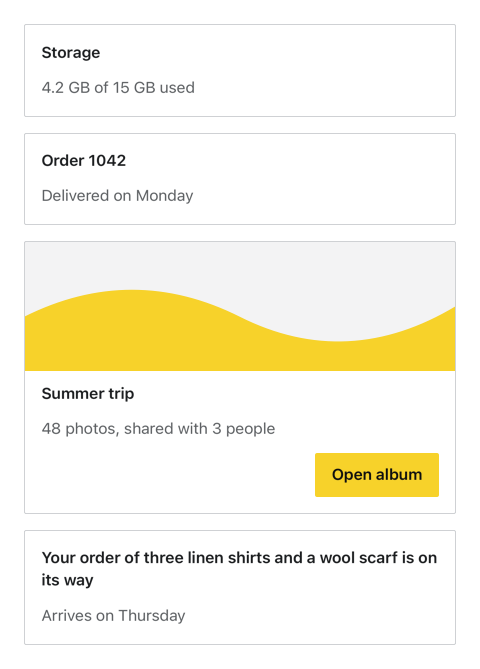 Storage
4.2 GB of 15 GB used
Order 1042
Delivered on Monday
Summer trip
48 photos, shared with 3 people
Open album
Your order of three linen shirts and a wool scarf is on
its way
Arrives on Thursday